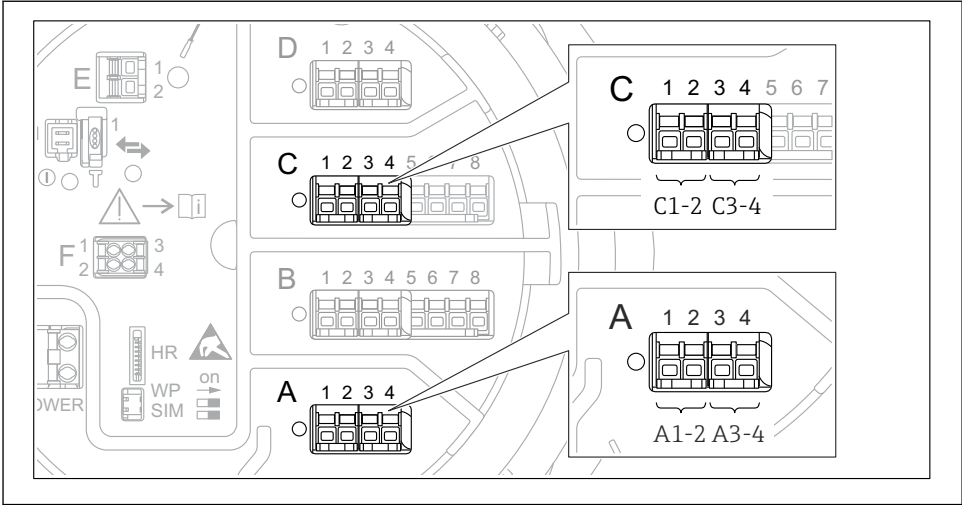 D 1 2 3 4
E 1
2
1
C 1 2 3 4 5 6 7 8
F 1 3
2 4
B 1 2 3 4 5 6 7 8
HR
WP
SIM
on
OWER
A 1 2 3 4
C 1 2 3 4 5 6 7
C1-2 C3-4
A 1 2 3 4
A1-2 A3-4